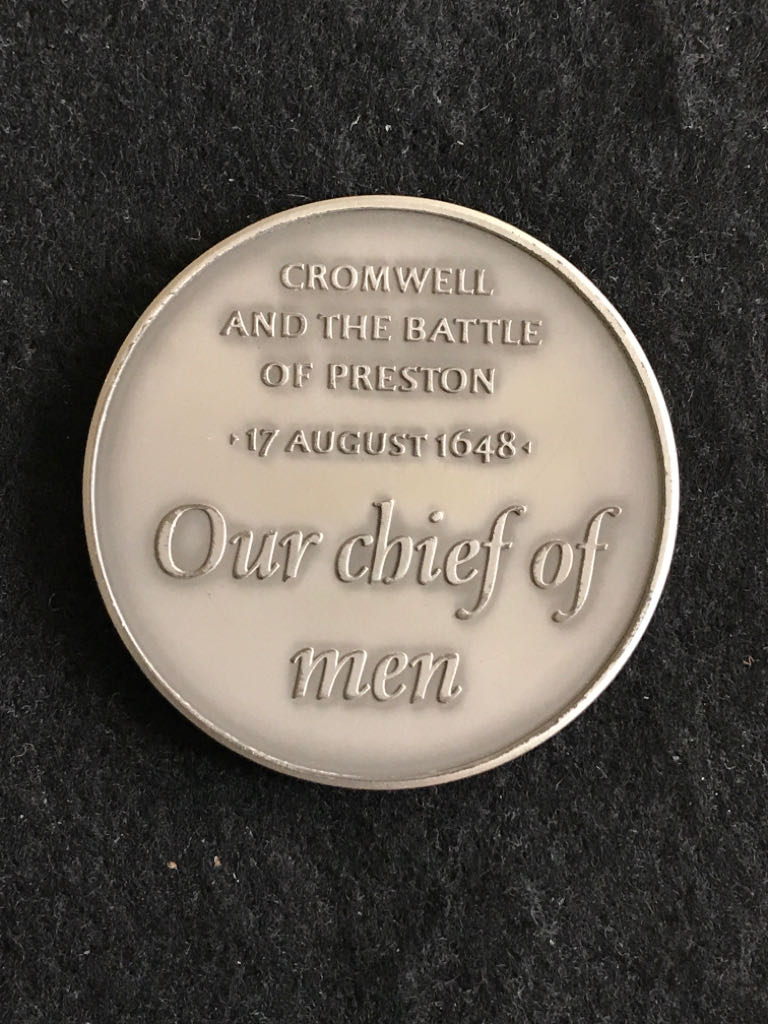 CROMWELL
AND THE BATTLE
OF PRESTON
· 17 AUGUST 1648 ·
Our chief of
men